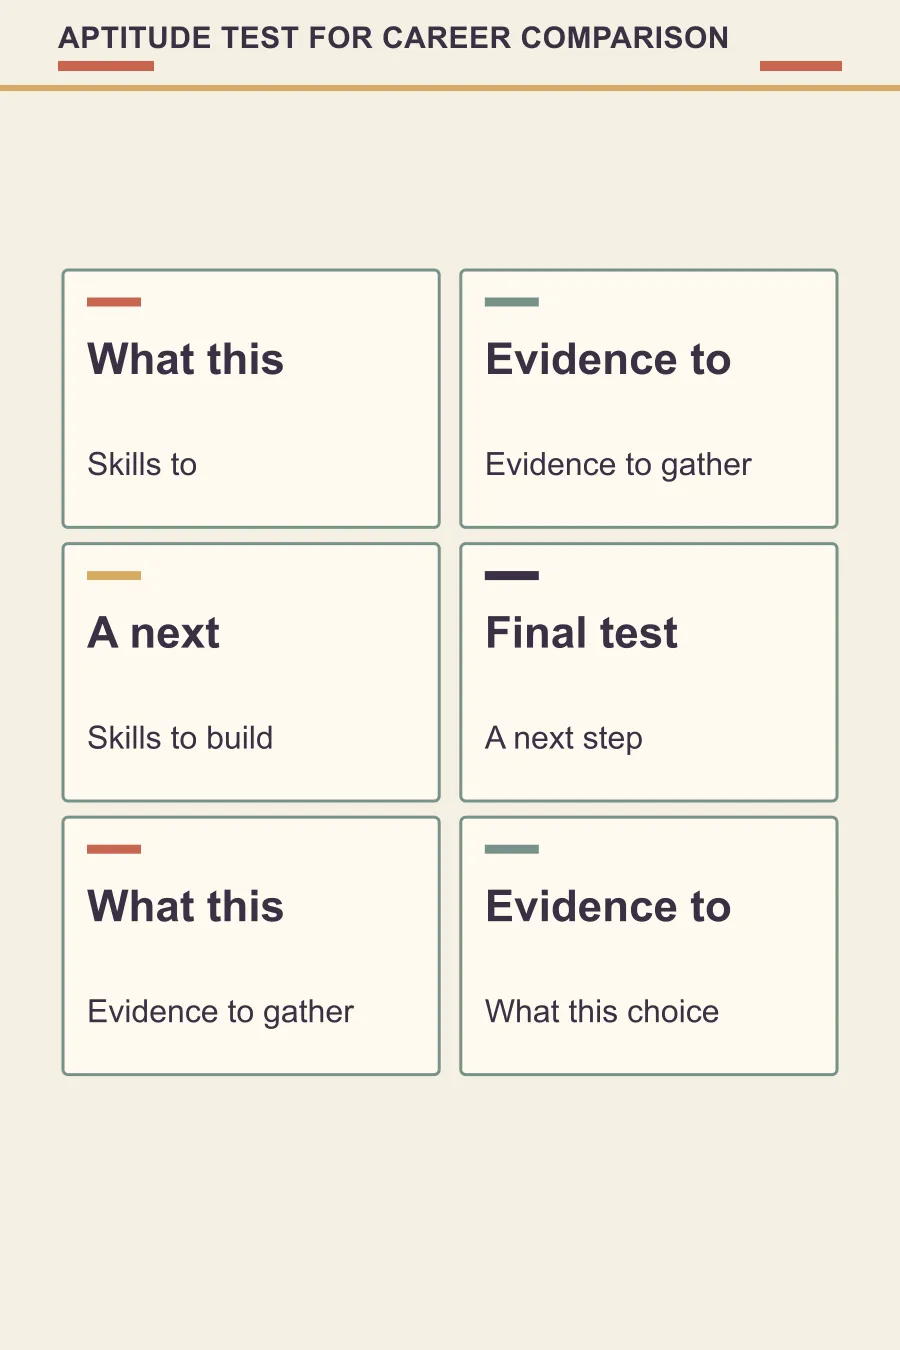 APTITUDE TEST FOR CAREER COMPARISON
What this
Skills to
Evidence to
Evidence to gather
A next
Skills to build
Final test
A next step
What this
Evidence to gather
Evidence to
What this choice